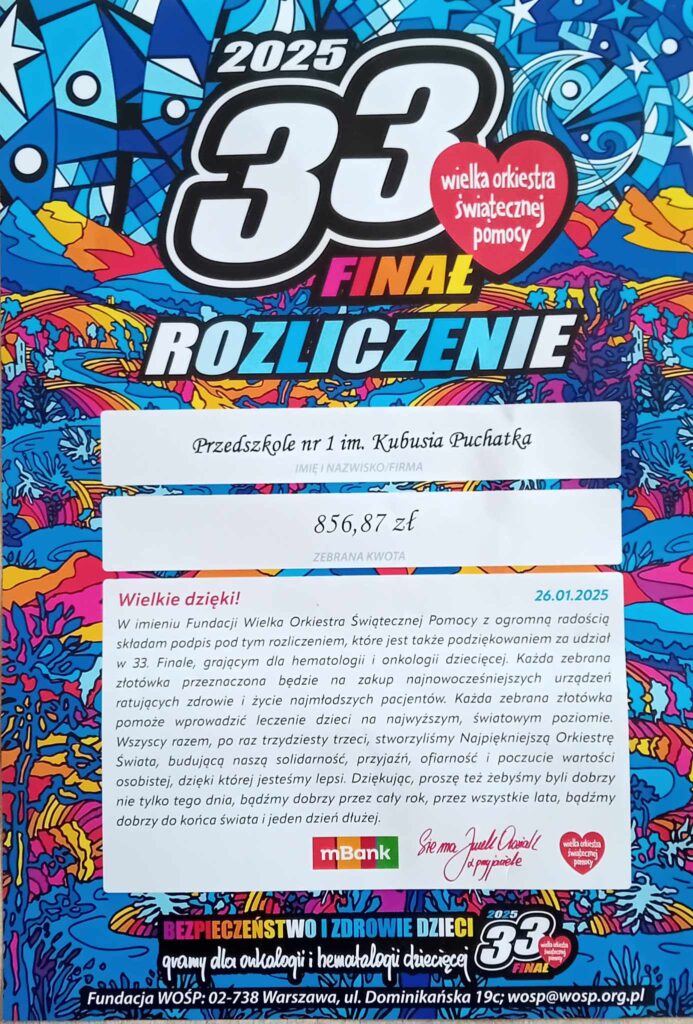 2025
33
wielka orkiestra
świątecznej
pomocy
FINAŁ
ROZLICZENIE
Przedszkole nr 1 im. Kubusia Puchatka
IMIĘ I NAZWISKO/FIRMA
856,87 zł
ZEBRANA KWOTA
Wielkie dzięki!
26.01.2025
W imieniu Fundacji Wielka Orkiestra Świątecznej Pomocy z ogromną radością
składam podpis pod tym rozliczeniem, które jest także podziękowaniem za udział
w 33. Finale, grającym dla hematologii i onkologii dziecięcej. Każda zebrana
złotówka przeznaczona będzie na zakup najnowocześniejszych urządzeń
ratujących zdrowie i życie najmłodszych pacjentów. Każda zebrana złotówka
pomoże wprowadzić leczenie dzieci na najwyższym, światowym poziomie.
Wszyscy razem, po raz trzydziesty trzeci, stworzyliśmy Najpiękniejszą Orkiestrę
Świata, budującą naszą solidarność, przyjaźń, ofiarność i poczucie wartości
osobistej, dzięki której jesteśmy lepsi. Dziękując, proszę też żebyśmy byli dobrzy
nie tylko tego dnia, bądźmy dobrzy przez cały rok, przez wszystkie lata, bądźmy
dobrzy do końca świata i jeden dzień dłużej.
mBank
Sie ma Jurek Owsiak
z przyjaciele
wielka orkiestra
świątecznej
pomocy
BEZPIECZEŃSTWO I ZDROWIE DZIECI
gramy dla onkologii i hematologii dziecięcej
2025
33
wielka orkiestra
świątecznej
pomocy
FINAŁ
Fundacja WOŚP: 02-738 Warszawa, ul. Dominikańska 19c; wosp@wosp.org.pl